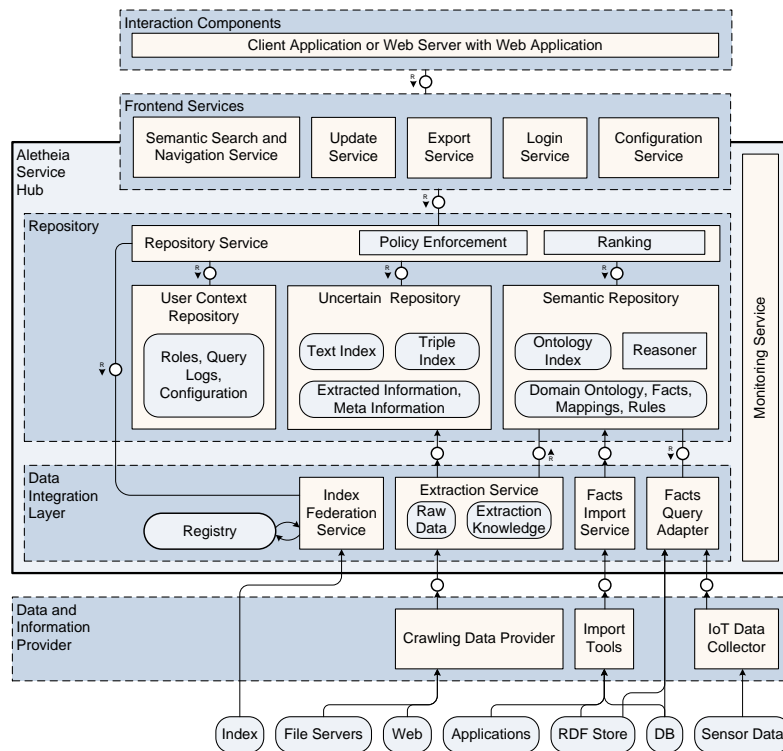 Interaction Components
Client Application or Web Server with Web Application
R
Frontend Services
Semantic Search and
Navigation Service
Update
Service
Export
Service
Login
Service
Configuration
Service
Aletheia
Service
Hub
R
Repository
Repository Service
Policy Enforcement
Ranking
R
R
R
User Context
Repository
Roles, Query
Logs,
Configuration
Uncertain Repository
Text Index
Triple
Index
Extracted Information,
Meta Information
Semantic Repository
Ontology
Index
Reasoner
Domain Ontology, Facts,
Mappings, Rules
Monitoring Service
R
R
R
Data
Integration
Layer
Registry
Index
Federation
Service
Extraction Service
Raw
Data
Extraction
Knowledge
Facts
Import
Service
Facts
Query
Adapter
Data and
Information
Provider
Crawling Data Provider
Import
Tools
IoT Data
Collector
Index
File Servers
Web
Applications
RDF Store
DB
Sensor Data